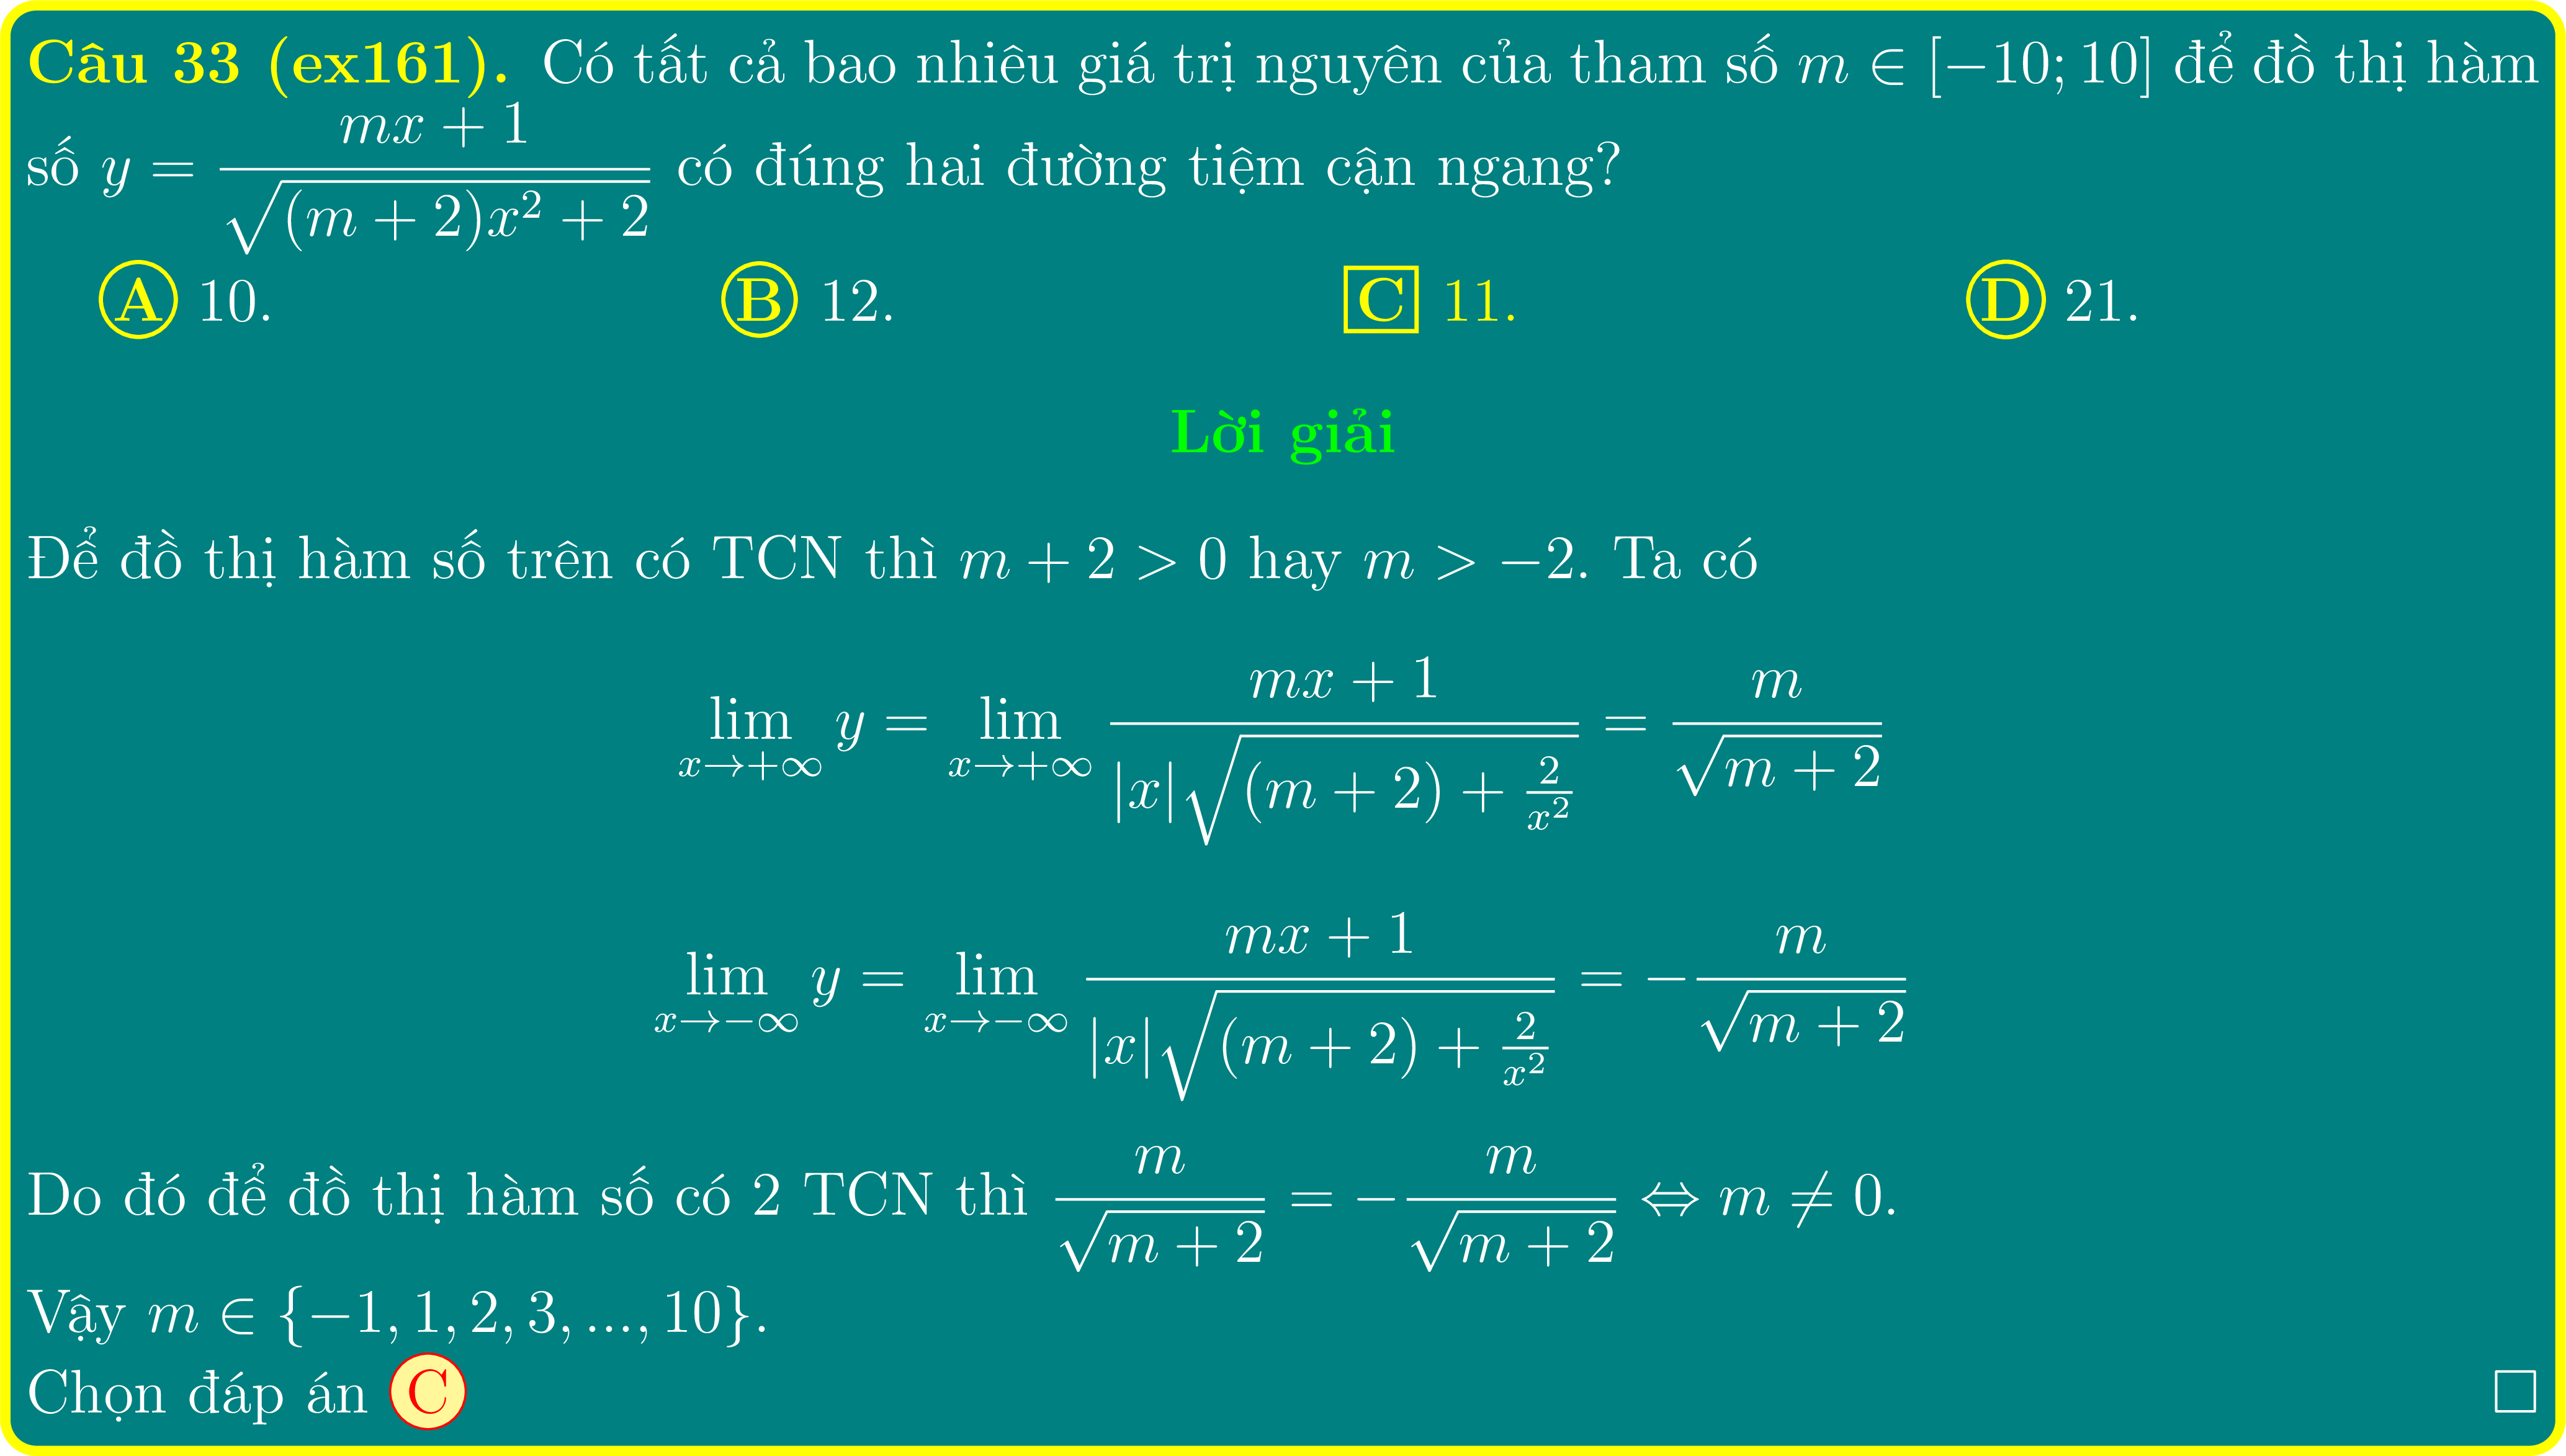 Câu 33 (ex161). Có tất cả bao nhiêu giá trị nguyên của tham số $m \in [-10; 10]$ để đồ thị hàm
số $y = \frac{mx + 1}{\sqrt{(m + 2)x^2 + 2}}$ có đúng hai đường tiệm cận ngang?
A 10. B 12. C 11. D 21.
Lời giải
Để đồ thị hàm số trên có TCN thì $m + 2 > 0$ hay $m > -2$. Ta có
$\lim_{x \to +\infty} y = \lim_{x \to +\infty} \frac{mx + 1}{|x|\sqrt{(m + 2) + \frac{2}{x^2}}} = \frac{m}{\sqrt{m + 2}}$
$\lim_{x \to -\infty} y = \lim_{x \to -\infty} \frac{mx + 1}{|x|\sqrt{(m + 2) + \frac{2}{x^2}}} = -\frac{m}{\sqrt{m + 2}}$
Do đó để đồ thị hàm số có 2 TCN thì $\frac{m}{\sqrt{m + 2}} = -\frac{m}{\sqrt{m + 2}} \Leftrightarrow m \neq 0$.
Vậy $m \in \{-1, 1, 2, 3, ..., 10\}$.
Chọn đáp án C □